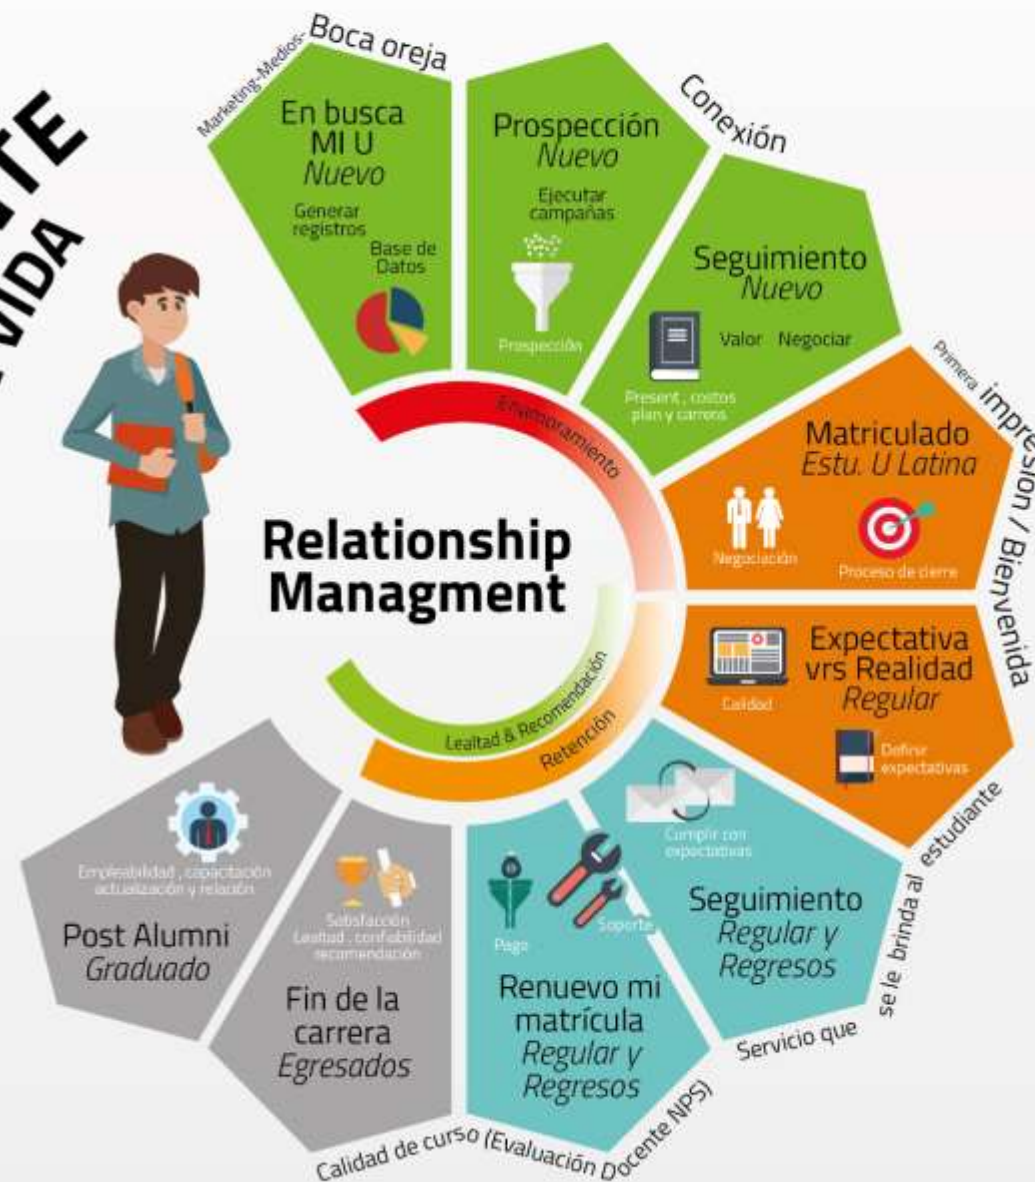 NTE
VIDA
Marketing-Medios-
Boca oreja
En busca
MI U
Nuevo
Generar
registros
Base de
Datos
Prospección
Nuevo
Ejecutar
campañas
Prospección
Conexión
Seguimiento
Nuevo
Valor Negociar
Present , costos
plan y carreras
Primera impresión / Bienvenida
Matriculado
Estu. U Latina
Negociación
Proceso de cierre
Expectativa
vrs Realidad
Regular
Calidad
Definir
expectativas
Servicio que se le brinda al estudiante
Cumplir con
expectativas
Seguimiento
Regular y
Regresos
Pago
Soporte
Renuevo mi
matrícula
Regular y
Regresos
Calidad de curso (Evaluación Docente NPS)
Satisfacción
Lealtad , confiabilidad
recomendación
Fin de la
carrera
Egresados
Empleabilidad , capacitación
actualización y relación
Post Alumni
Graduado
Enamoramiento
Relationship
Managment
Lealtad & Recomendación
Retención